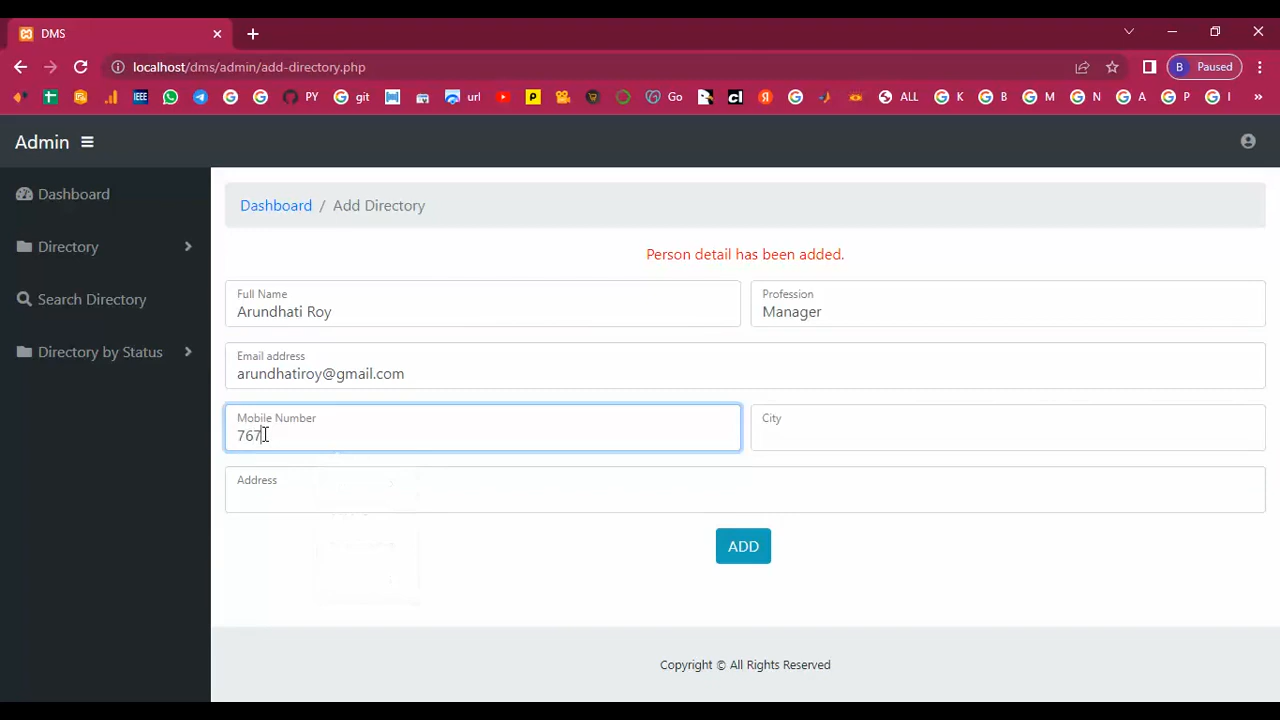 DMS
localhost/dms/admin/add-directory.php
B Paused
IEEE PY git url Go ALL K B M N A P I »
Admin
Dashboard
Directory
Search Directory
Directory by Status
Dashboard / Add Directory
Person detail has been added.
Full Name
Arundhati Roy
Profession
Manager
Email address
arundhatiroy@gmail.com
Mobile Number
767
City
Address
ADD
Copyright © All Rights Reserved